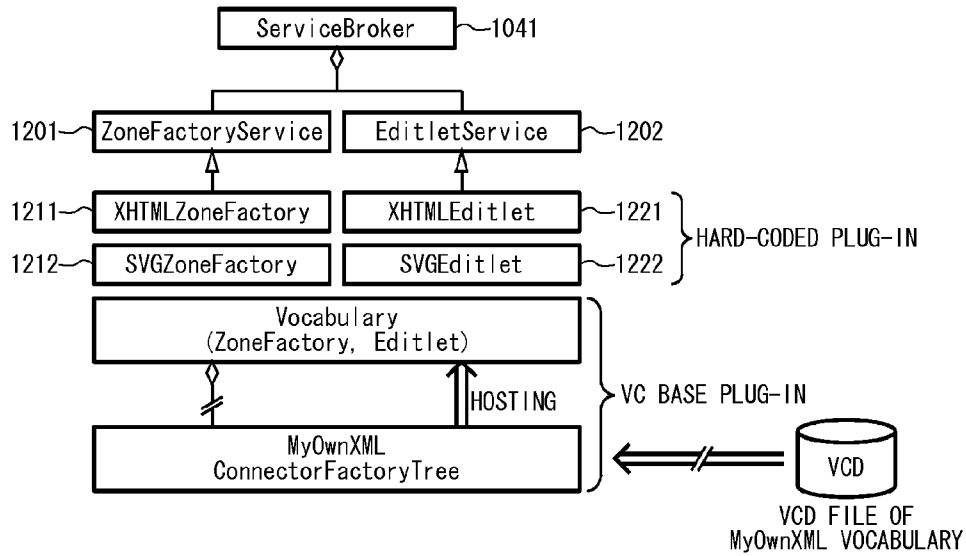 ServiceBroker 1041
1201 ZoneFactoryService EditletService 1202
1211 XHTMLZoneFactory XHTMLEditlet 1221
HARD-CODED PLUG-IN
1212 SVGZoneFactory SVGEditlet 1222
Vocabulary
(ZoneFactory, Editlet)
HOSTING
VC BASE PLUG-IN
MyOwnXML
ConnectorFactoryTree
VCD
VCD FILE OF
MyOwnXML VOCABULARY